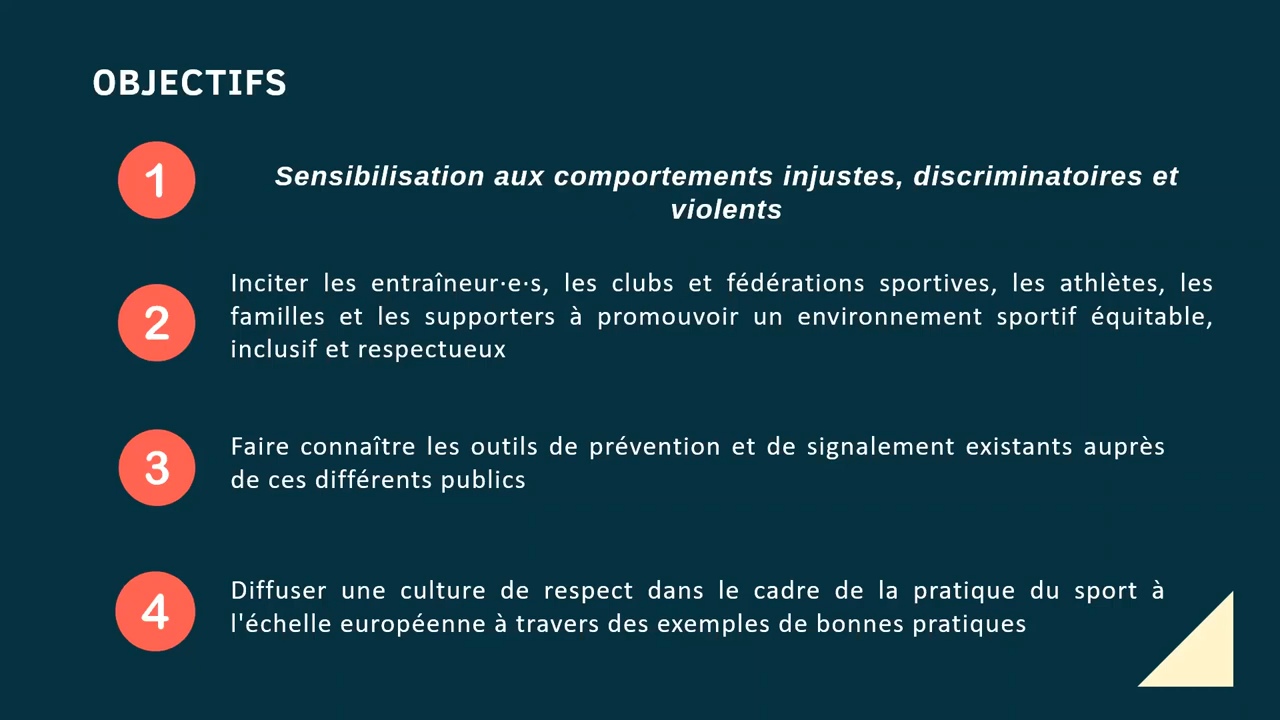 OBJECTIFS
1
Sensibilisation aux comportements injustes, discriminatoires et
violents
2
Inciter les entraîneur·e·s, les clubs et fédérations sportives, les athlètes, les
familles et les supporters à promouvoir un environnement sportif équitable,
inclusif et respectueux
3
Faire connaître les outils de prévention et de signalement existants auprès
de ces différents publics
4
Diffuser une culture de respect dans le cadre de la pratique du sport à
l'échelle européenne à travers des exemples de bonnes pratiques